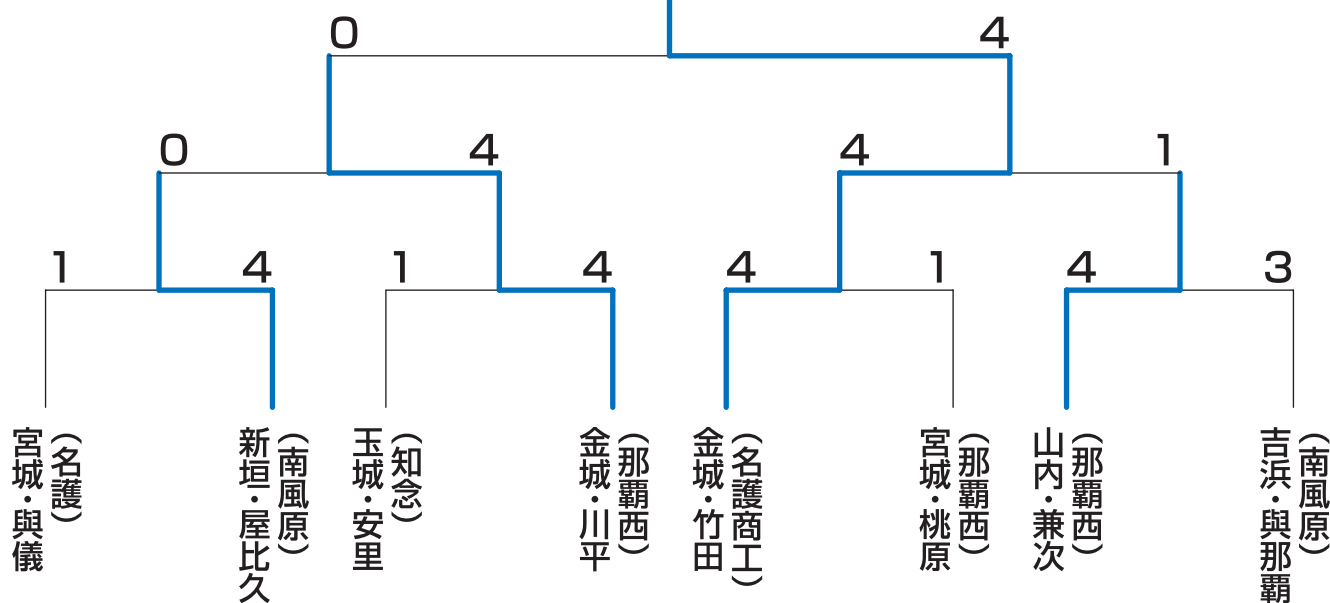 0
4
0
4
4
1
1
4
1
4
4
1
4
3
宮城・與儀
(名護)
新垣・屋比久
(南風原)
玉城・安里
(知念)
金城・川平
(那覇西)
金城・竹田
(名護商工)
宮城・桃原
(那覇西)
山内・兼次
(那覇西)
吉浜・與那覇
(南風原)